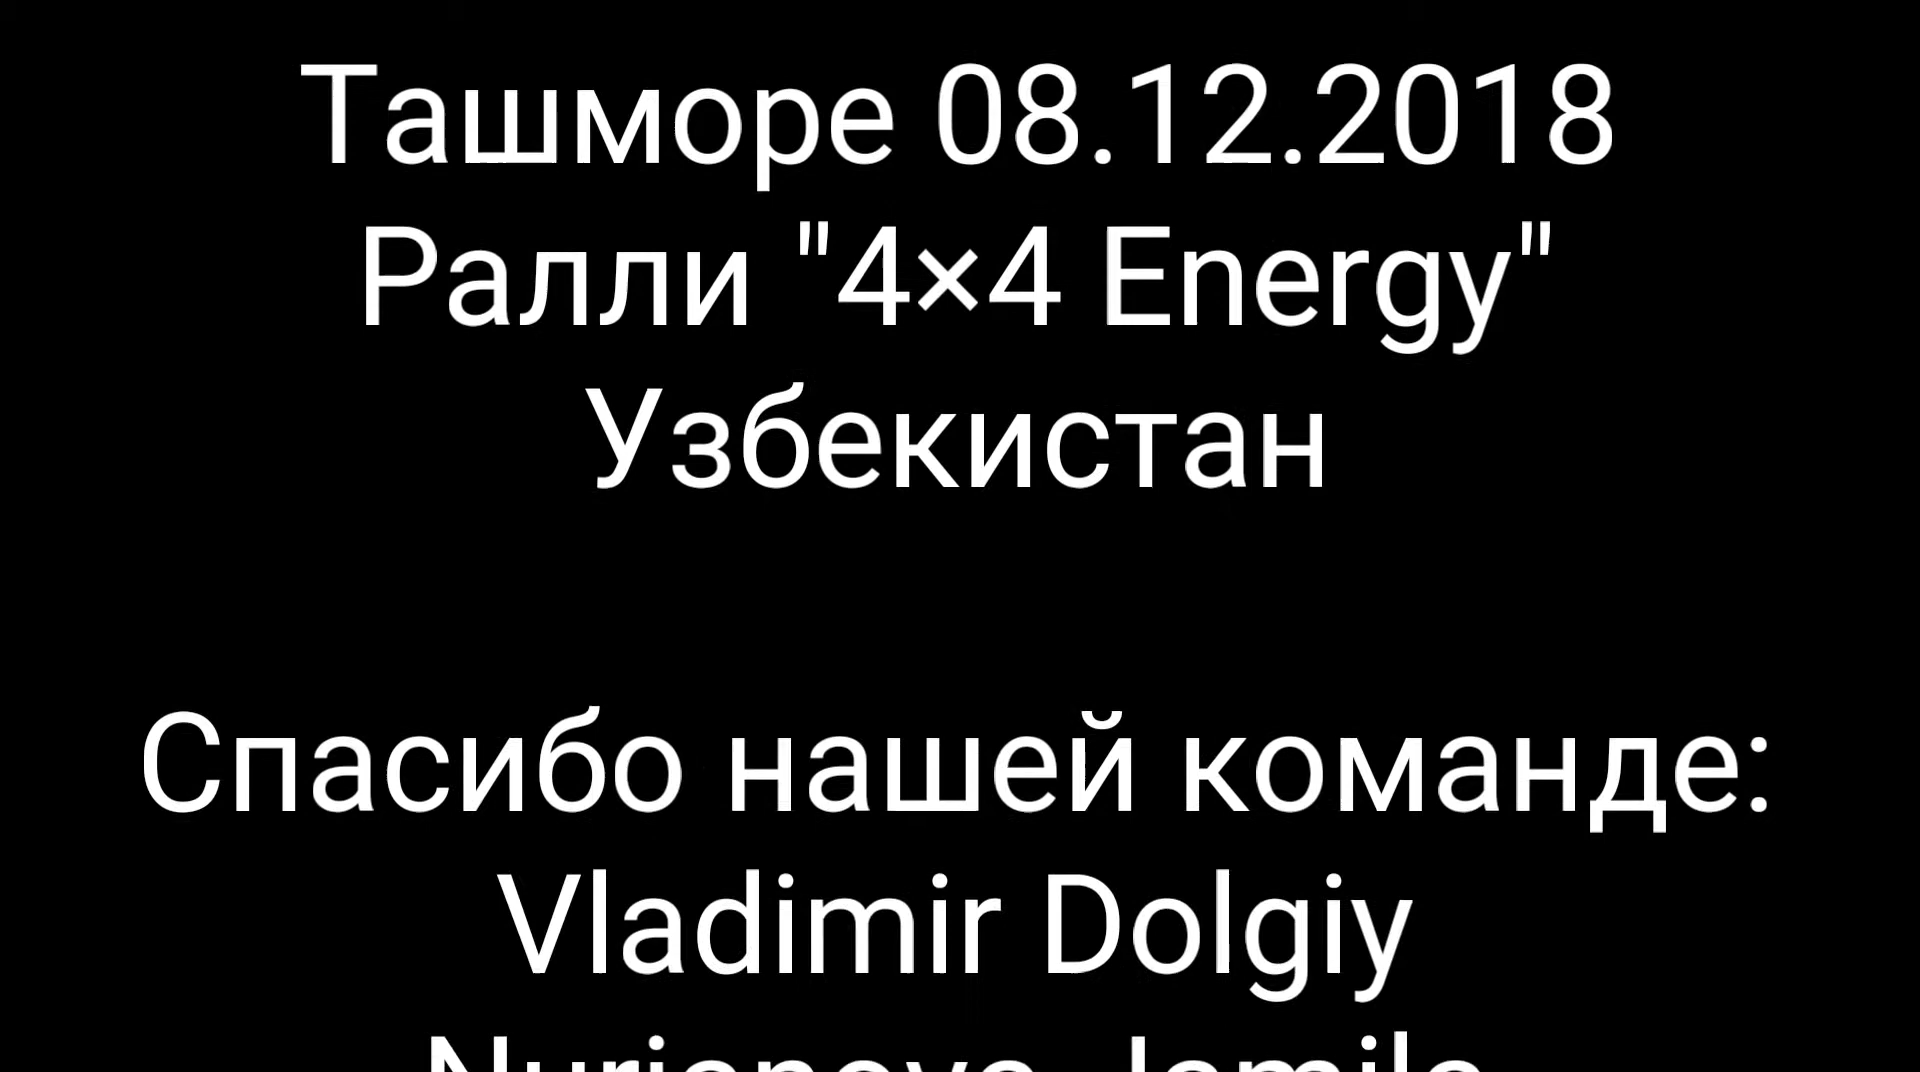 Ташморе 08.12.2018
Ралли "4×4 Energy"
Узбекистан
Спасибо нашей команде:
Vladimir Dolgiy